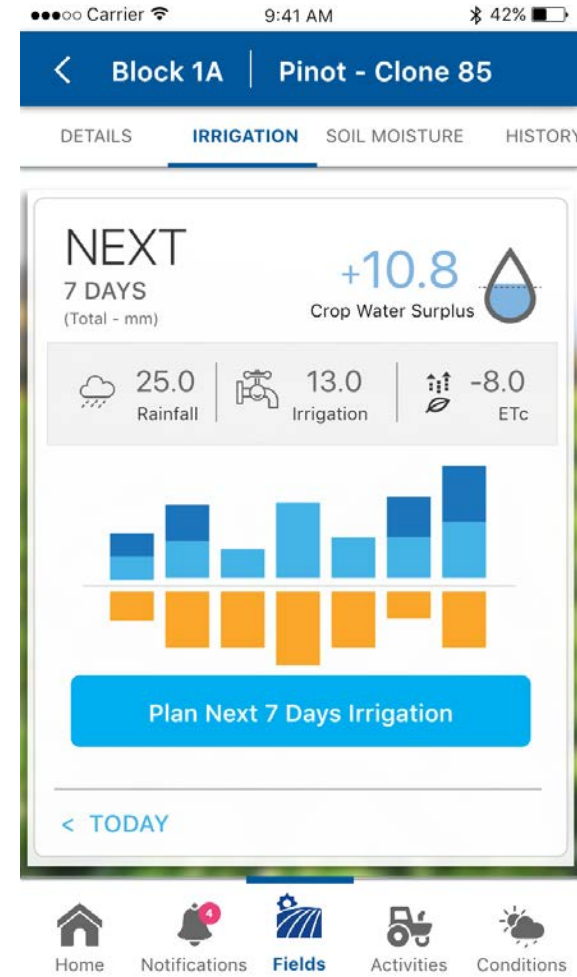 Carrier 9:41 AM 42%
< Block 1A | Pinot - Clone 85
DETAILS IRRIGATION SOIL MOISTURE HISTORY
NEXT
7 DAYS
(Total - mm)
+10.8
Crop Water Surplus
25.0 13.0 -8.0
Rainfall Irrigation ETc
Plan Next 7 Days Irrigation
< TODAY
4
Home Notifications Fields Activities Conditions